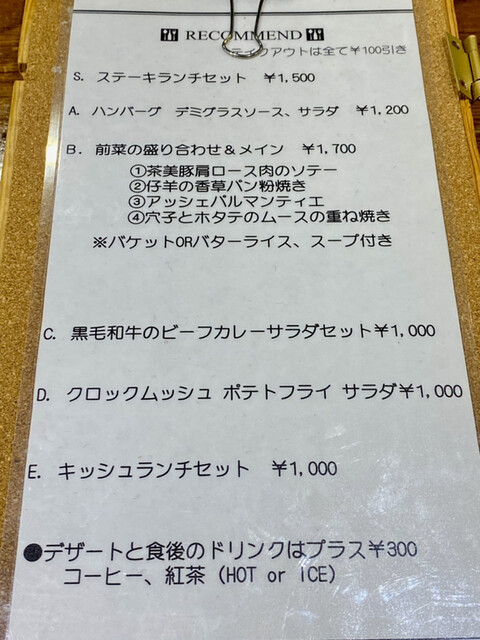 RECOMMEND
テイクアウトは全て¥100引き
S. ステーキランチセット ¥1,500
A. ハンバーグ デミグラスソース、サラダ ¥1,200
B. 前菜の盛り合わせ&メイン ¥1,700
①茶美豚肩ロース肉のソテー
②仔羊の香草パン粉焼き
③アッシェパルマンティエ
④穴子とホタテのムースの重ね焼き
※バケットORバターライス、スープ付き
C. 黒毛和牛のビーフカレーサラダセット¥1,000
D. クロックムッシュ ポテトフライ サラダ¥1,000
E. キッシュランチセット ¥1,000
●デザートと食後のドリンクはプラス¥300
コーヒー、紅茶 (HOT or ICE)